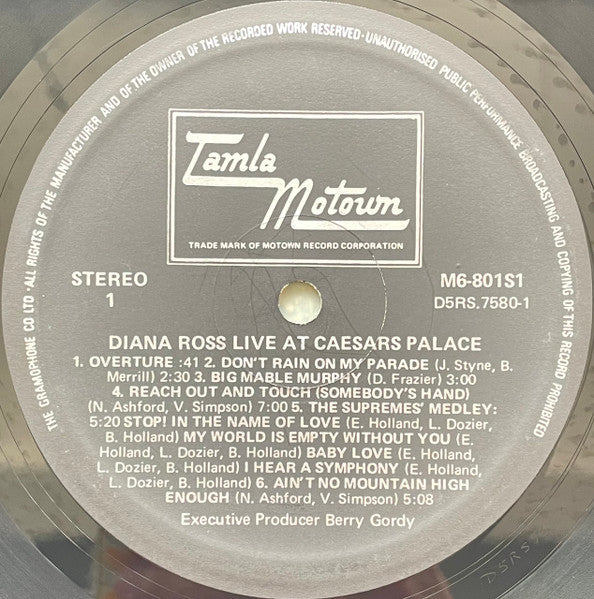 THE GRAMOPHONE CO LTD · ALL RIGHTS OF THE MANUFACTURER AND OF THE OWNER OF THE RECORDED WORK RESERVED · UNAUTHORISED PUBLIC PERFORMANCE BROADCASTING AND COPYING OF THIS RECORD PROHIBITED
Tamla
Motown
TRADE MARK OF MOTOWN RECORD CORPORATION
STEREO
1
M6-801S1
D5RS.7580-1
DIANA ROSS LIVE AT CAESARS PALACE
1. OVERTURE :41 2. DON'T RAIN ON MY PARADE (J. Styne, B.
Merrill) 2:30 3. BIG MABLE MURPHY (D. Frazier) 3:00
4. REACH OUT AND TOUCH (SOMEBODY'S HAND)
(N. Ashford, V. Simpson) 7:00 5. THE SUPREMES' MEDLEY:
5:20 STOP! IN THE NAME OF LOVE (E. Holland, L. Dozier,
B. Holland) MY WORLD IS EMPTY WITHOUT YOU (E.
Holland, L. Dozier, B. Holland) BABY LOVE (E. Holland,
L. Dozier, B. Holland) I HEAR A SYMPHONY (E. Holland,
L. Dozier, B. Holland) 6. AIN'T NO MOUNTAIN HIGH
ENOUGH (N. Ashford, V. Simpson) 5:08
Executive Producer Berry Gordy